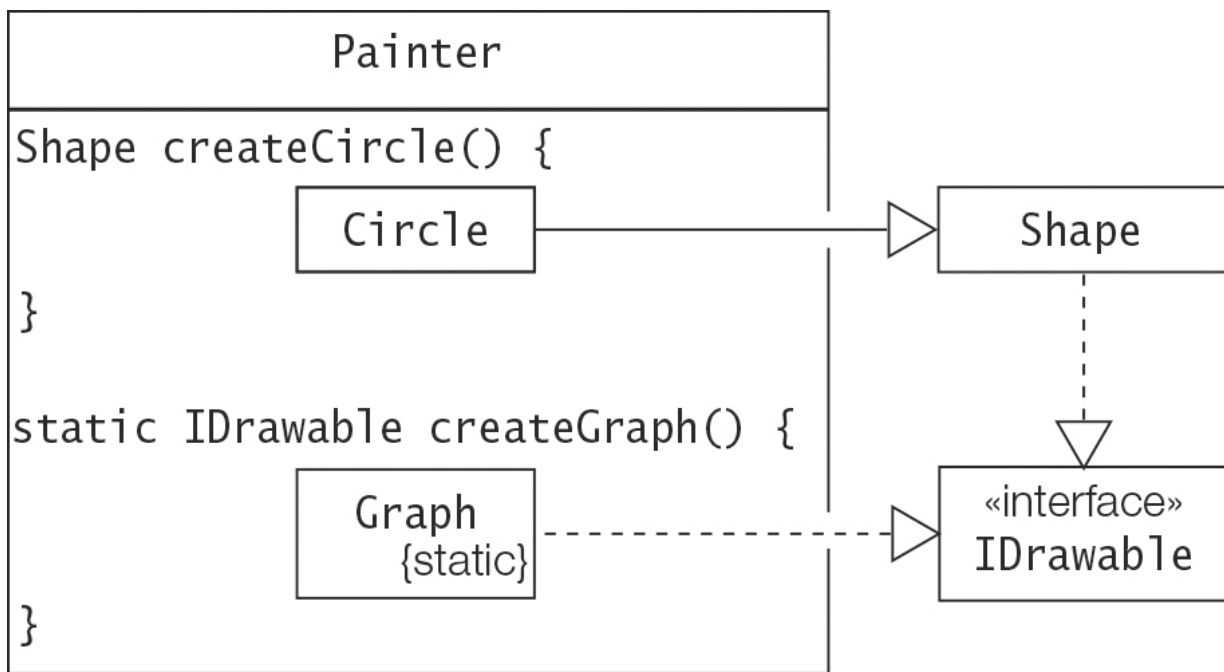 Painter
Shape createCircle() {
Circle
Shape
}
static IDrawable createGraph() {
Graph
{static}
«interface»
IDrawable
}